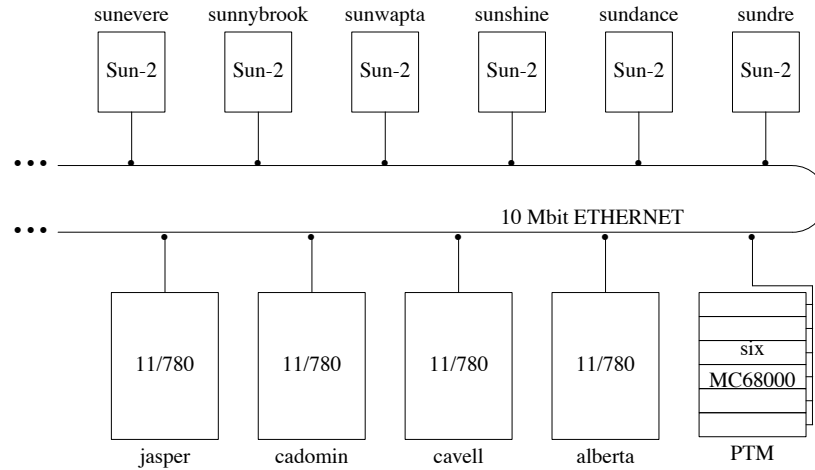 sunevere sunnybrook sunwapta sunshine sundance sundre
Sun-2 Sun-2 Sun-2 Sun-2 Sun-2 Sun-2
10 Mbit ETHERNET
11/780 11/780 11/780 11/780 six
MC68000
jasper cadomin cavell alberta PTM